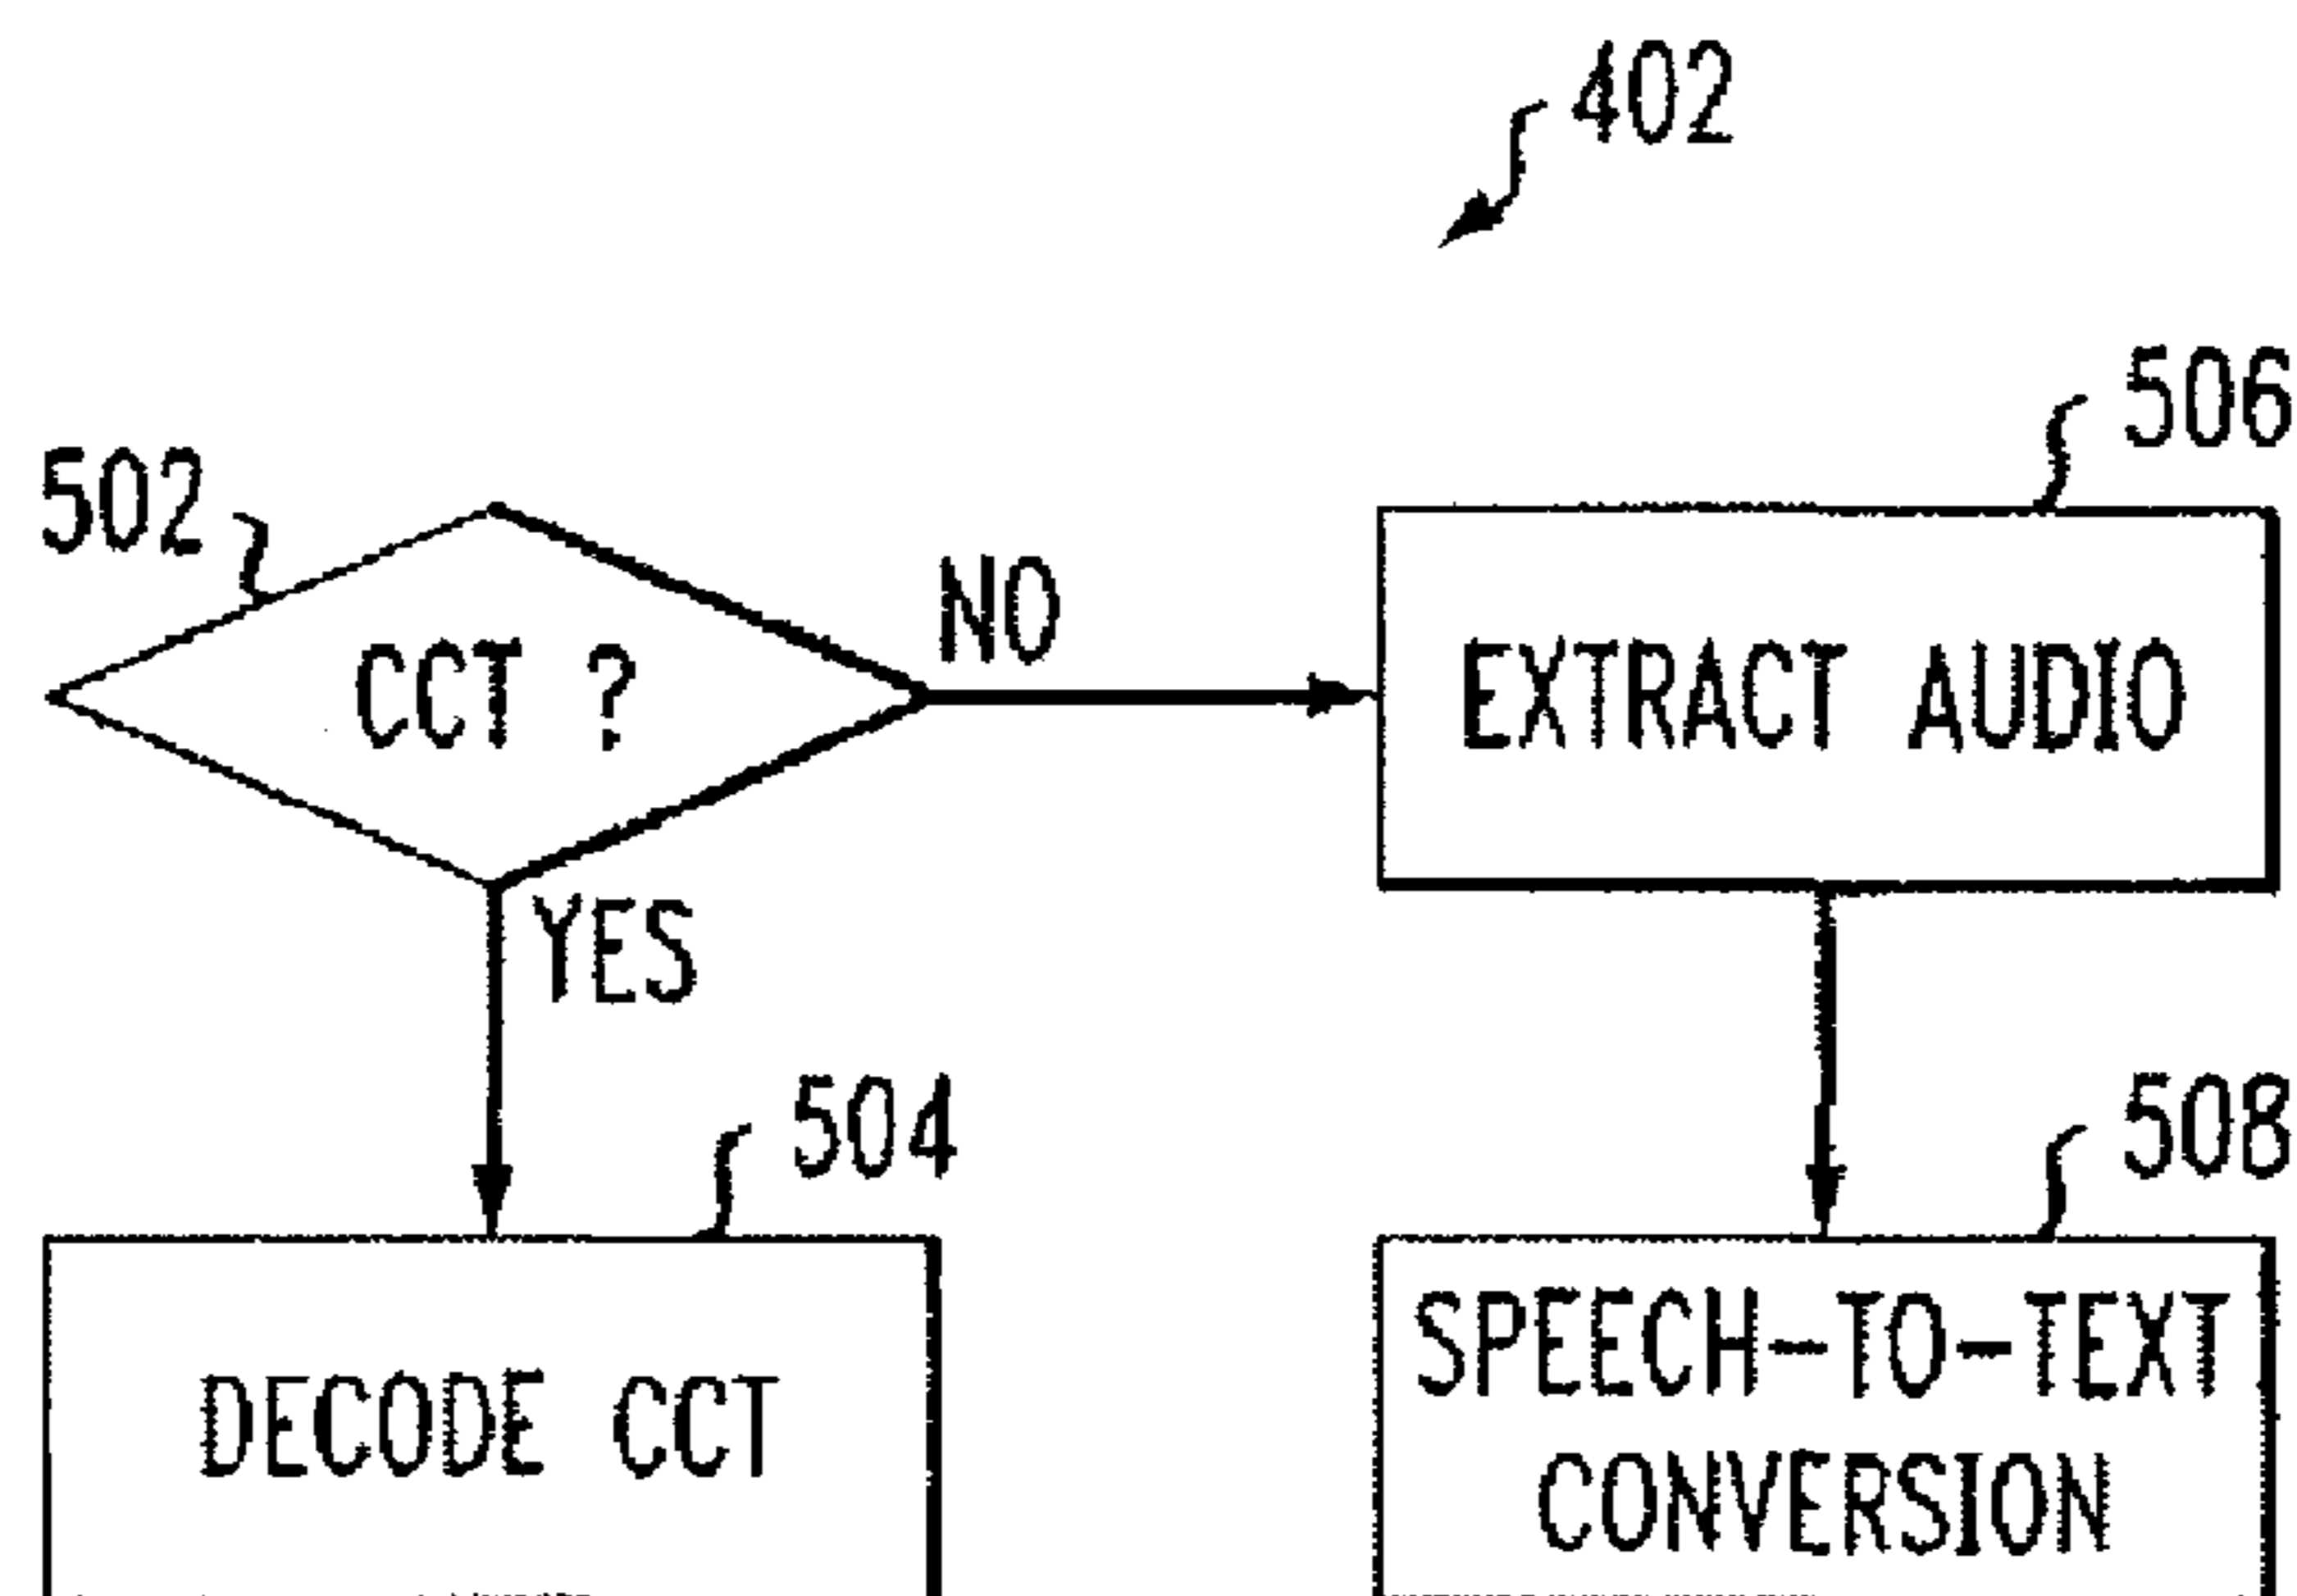 402
506
502
NO
CCT ?
EXTRACT AUDIO
YES
504
508
DECODE CCT
SPEECH-TO-TEXT
CONVERSION